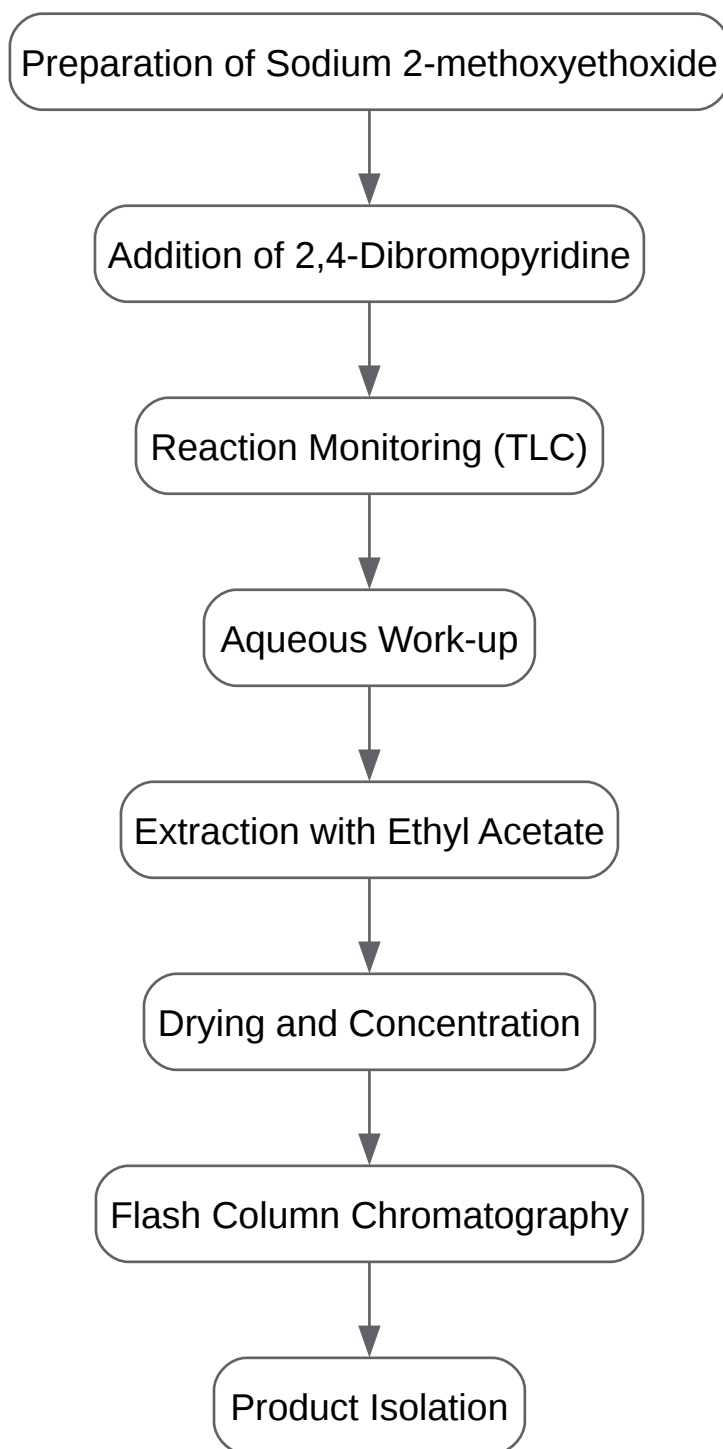 Preparation of Sodium 2-methoxyethoxide
Addition of 2,4-Dibromopyridine
Reaction Monitoring (TLC)
Aqueous Work-up
Extraction with Ethyl Acetate
Drying and Concentration
Flash Column Chromatography
Product Isolation